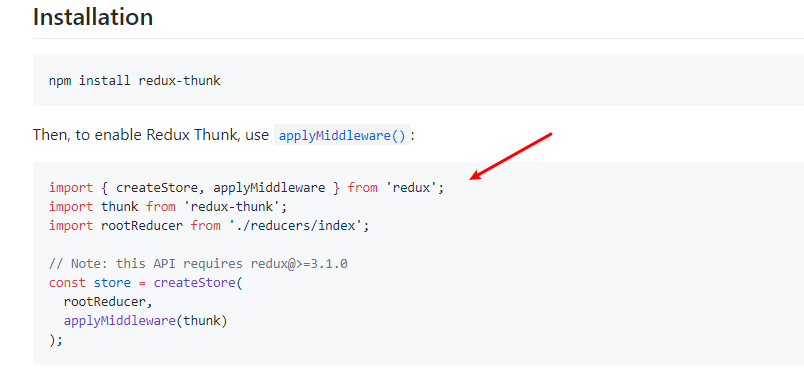 Installation
npm install redux-thunk
Then, to enable Redux Thunk, use applyMiddleware():
import { createStore, applyMiddleware } from 'redux';
import thunk from 'redux-thunk';
import rootReducer from './reducers/index';
// Note: this API requires redux@>=3.1.0
const store = createStore(
  rootReducer,
  applyMiddleware(thunk)
);